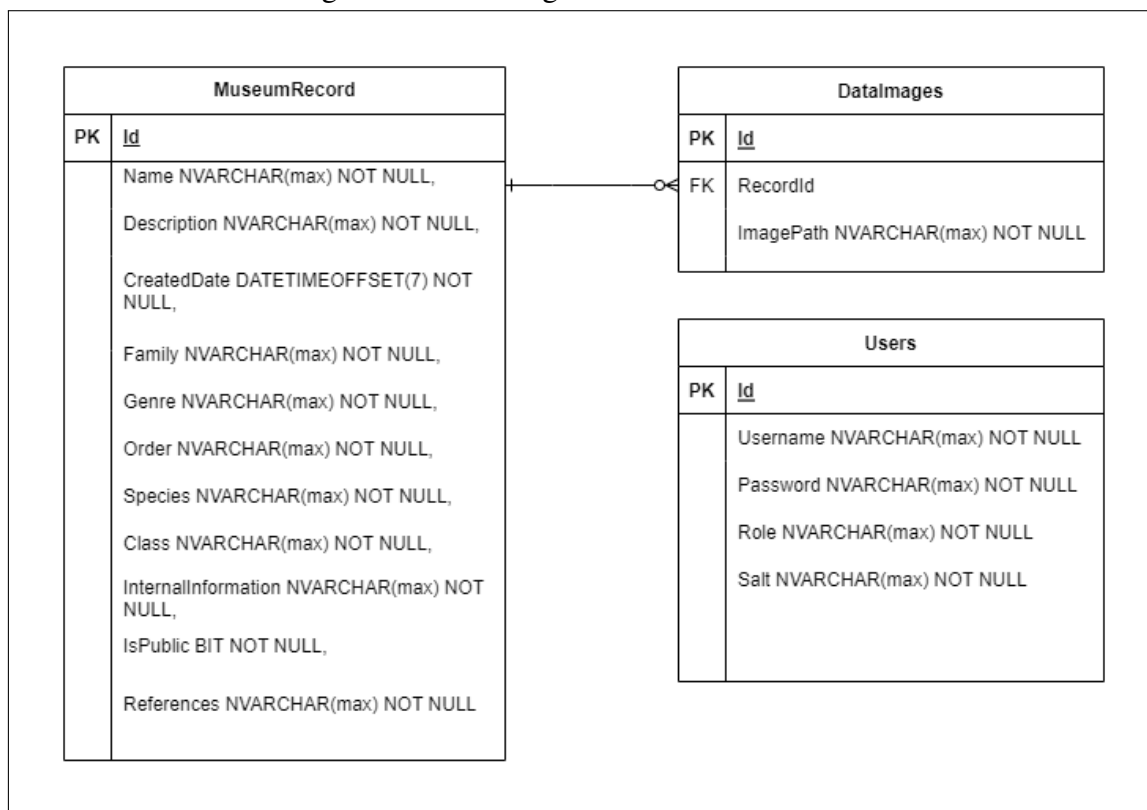 MuseumRecord
PK Id
Name NVARCHAR(max) NOT NULL,
Description NVARCHAR(max) NOT NULL,
CreatedDate DATETIMEOFFSET(7) NOT
NULL,
Family NVARCHAR(max) NOT NULL,
Genre NVARCHAR(max) NOT NULL,
Order NVARCHAR(max) NOT NULL,
Species NVARCHAR(max) NOT NULL,
Class NVARCHAR(max) NOT NULL,
InternalInformation NVARCHAR(max) NOT
NULL,
IsPublic BIT NOT NULL,
References NVARCHAR(max) NOT NULL
DataImages
PK Id
FK RecordId
ImagePath NVARCHAR(max) NOT NULL
Users
PK Id
Username NVARCHAR(max) NOT NULL
Password NVARCHAR(max) NOT NULL
Role NVARCHAR(max) NOT NULL
Salt NVARCHAR(max) NOT NULL